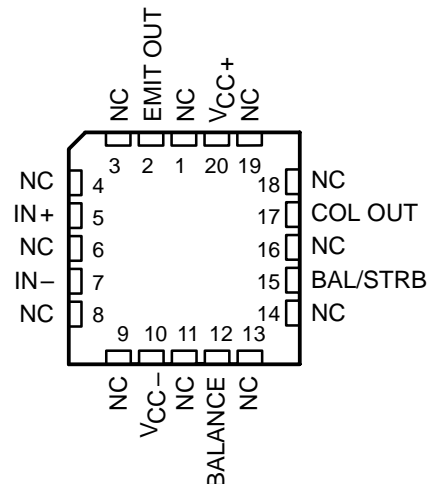 NC
EMIT OUT
NC
VCC+
NC
3 2 1 20 19
NC 4
IN+ 5
NC 6
IN− 7
NC 8
18 NC
17 COL OUT
16 NC
15 BAL/STRB
14 NC
9 10 11 12 13
NC
VCC−
NC
BALANCE
NC